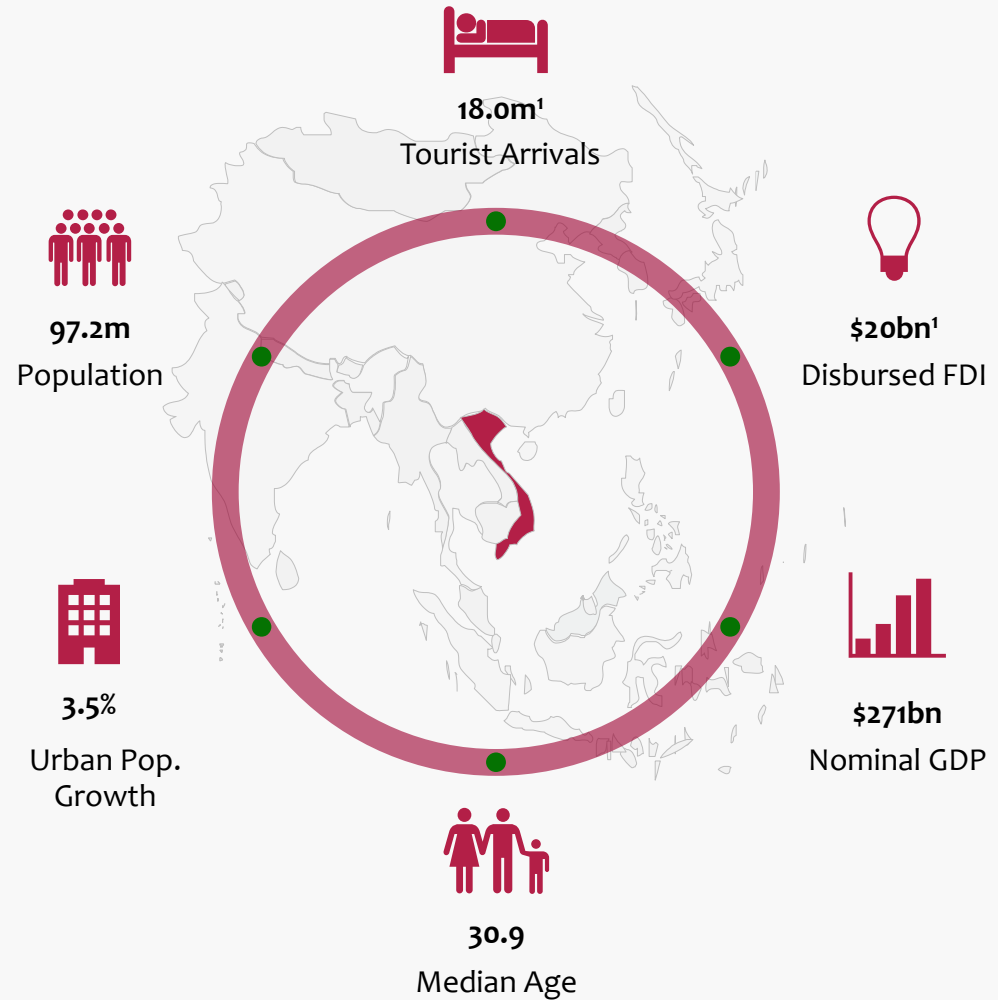 18.0m¹
Tourist Arrivals
97.2m
Population
$20bn¹
Disbursed FDI
3.5%
Urban Pop.
Growth
$271bn
Nominal GDP
30.9
Median Age